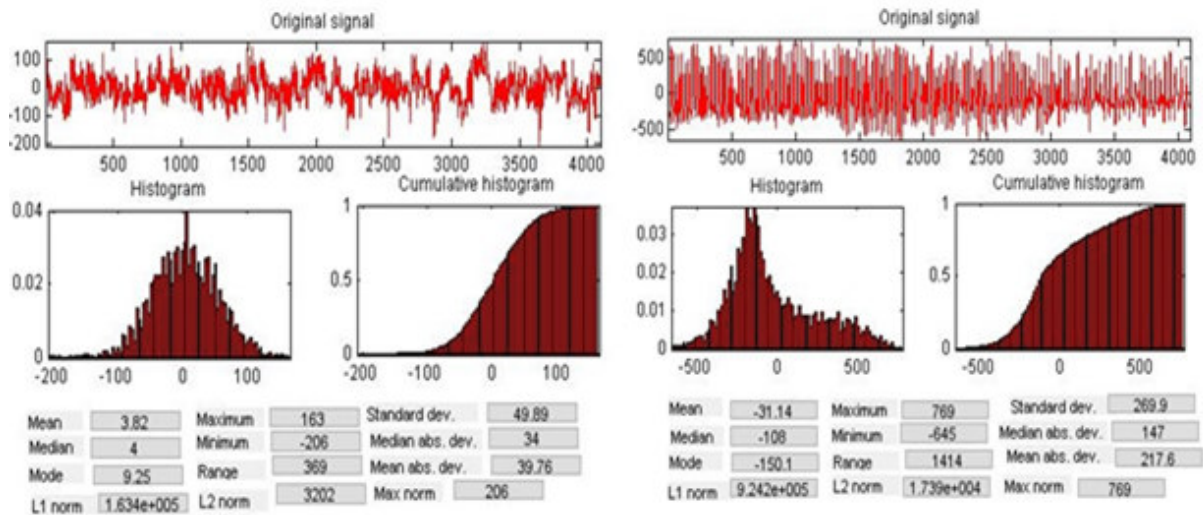 Original signal
100
0
-100
-200
500 1000 1500 2000 2500 3000 3500 4000
Histogram
0.04
0.02
0
-200 -100 0 100
Cumulative histogram
1
0.5
0
-200 -100 0 100
Mean 3.82 Maximum 163 Standard dev. 49.89
Median 4 Minimum -206 Median abs. dev. 34
Mode 9.25 Range 369 Mean abs. dev. 39.76
L1 norm 1.634e+005 L2 norm 3202 Max norm 206
Original signal
500
0
-500
500 1000 1500 2000 2500 3000 3500 4000
Histogram
0.03
0.02
0.01
0
-500 0 500
Cumulative histogram
1
0.5
0
-500 0 500
Mean -31.14 Maximum 769 Standard dev. 269.9
Median -108 Minimum -645 Median abs. dev. 147
Mode -150.1 Range 1414 Mean abs. dev. 217.6
L1 norm 9.242e+005 L2 norm 1.739e+004 Max norm 769